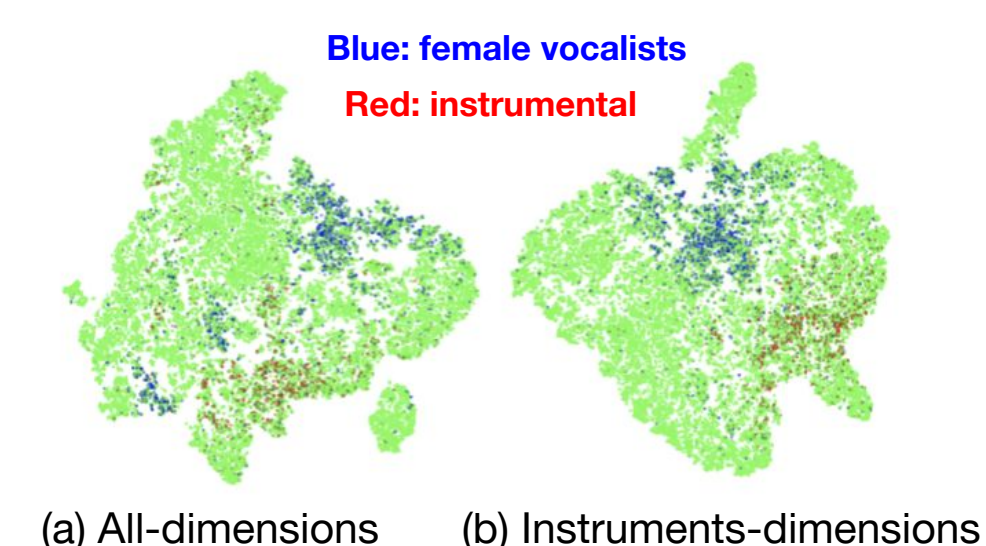 Blue: female vocalists
Red: instrumental
(a) All-dimensions
(b) Instruments-dimensions